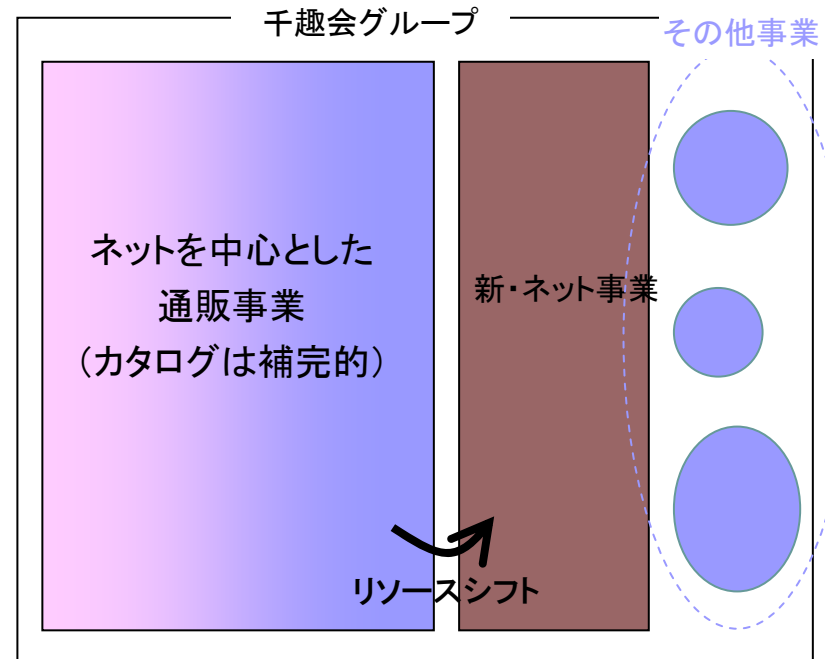 千趣会グループ
その他事業
ネットを中心とした
通販事業
（カタログは補完的）
新・ネット事業
リソースシフト